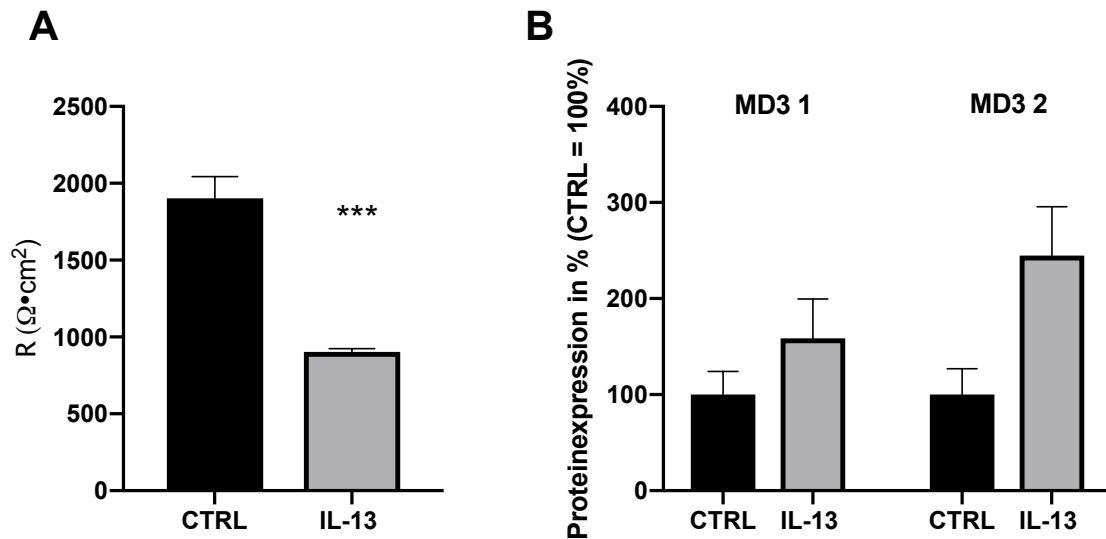 A
R (Ω•cm²)
2500
2000
1500
1000
500
0
***
CTRL IL-13
B
Proteinexpression in % (CTRL = 100%)
400
300
200
100
0
MD3 1 MD3 2
CTRL IL-13 CTRL IL-13